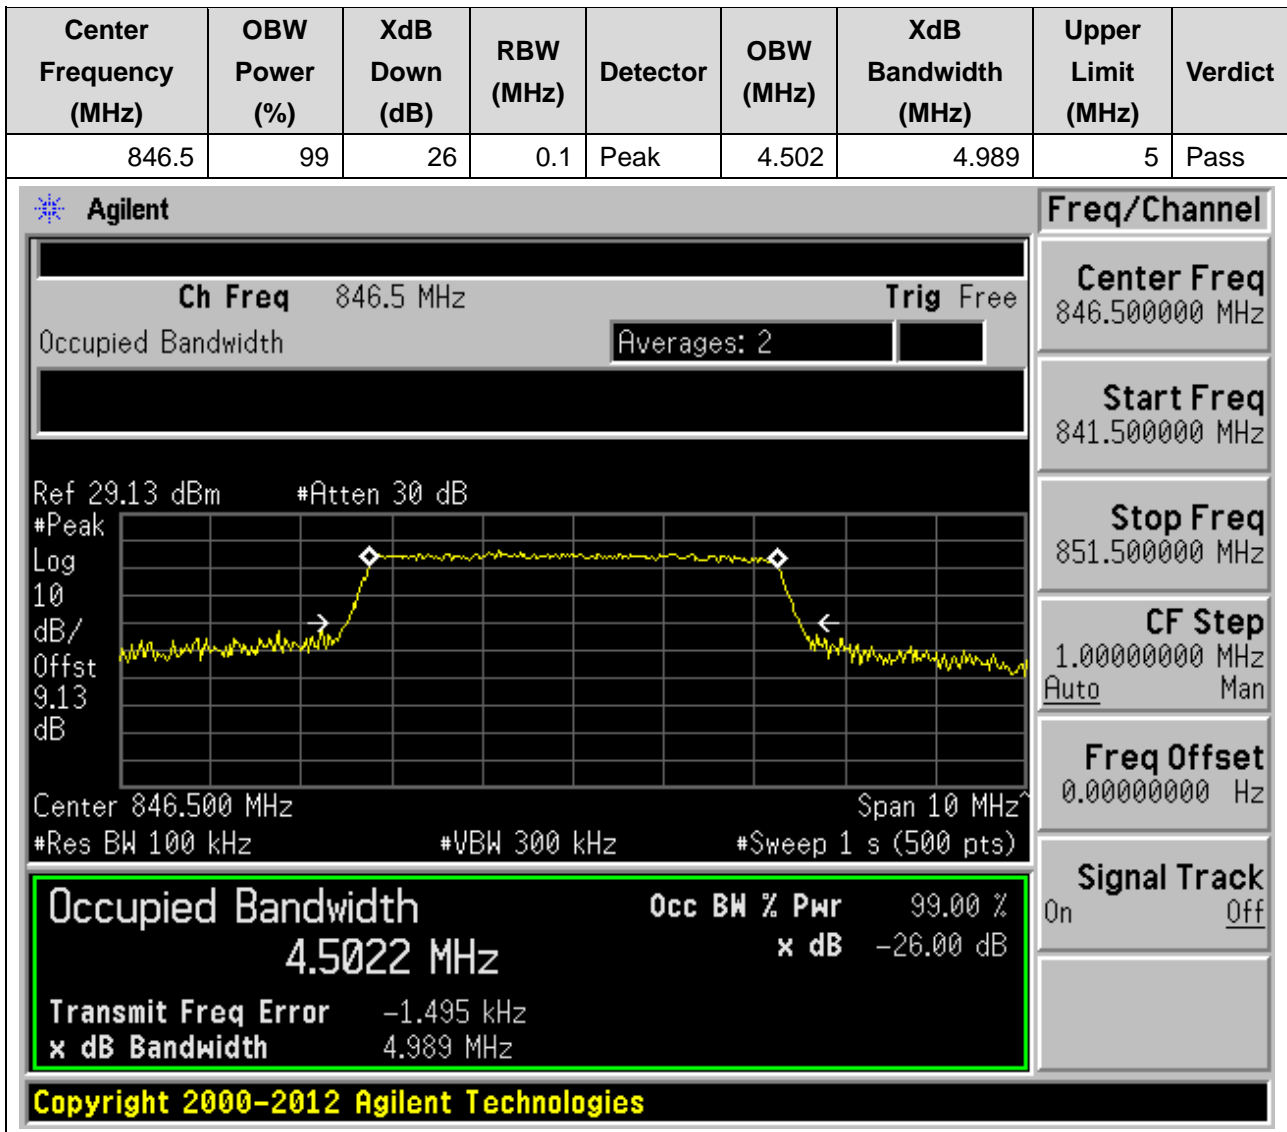 Center Frequency (MHz) OBW Power (%) XdB Down (dB) RBW (MHz) Detector OBW (MHz) XdB Bandwidth (MHz) Upper Limit (MHz) Verdict
846.5 99 26 0.1 Peak 4.502 4.989 5 Pass
Agilent
Freq/Channel
Ch Freq 846.5 MHz Trig Free
Occupied Bandwidth Averages: 2
Center Freq
846.500000 MHz
Start Freq
841.500000 MHz
Stop Freq
851.500000 MHz
CF Step
1.00000000 MHz
Auto Man
Freq Offset
0.00000000 Hz
Signal Track
On Off
Ref 29.13 dBm #Atten 30 dB
#Peak
Log
10
dB/
Offst
9.13
dB
Center 846.500 MHz Span 10 MHz^
#Res BW 100 kHz #VBW 300 kHz #Sweep 1 s (500 pts)
Occupied Bandwidth Occ BW % Pwr 99.00 %
4.5022 MHz x dB -26.00 dB
Transmit Freq Error -1.495 kHz
x dB Bandwidth 4.989 MHz
Copyright 2000-2012 Agilent Technologies